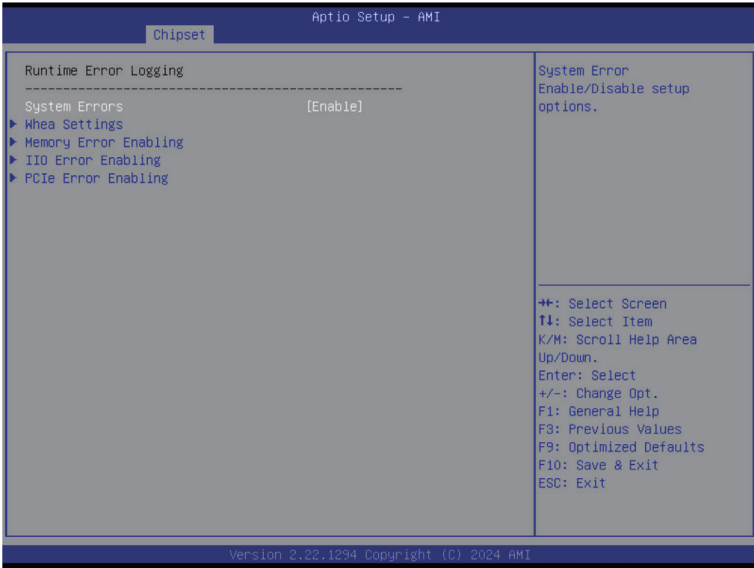 Aptio Setup - AMI
Chipset
Runtime Error Logging
--------------------------------------------------
System Errors [Enable]
Whea Settings
Memory Error Enabling
IIO Error Enabling
PCIe Error Enabling
System Error
Enable/Disable setup
options.
→←: Select Screen
↑↓: Select Item
K/M: Scroll Help Area
Up/Down.
Enter: Select
+/-: Change Opt.
F1: General Help
F3: Previous Values
F9: Optimized Defaults
F10: Save & Exit
ESC: Exit
Version 2.22.1294 Copyright (C) 2024 AMI